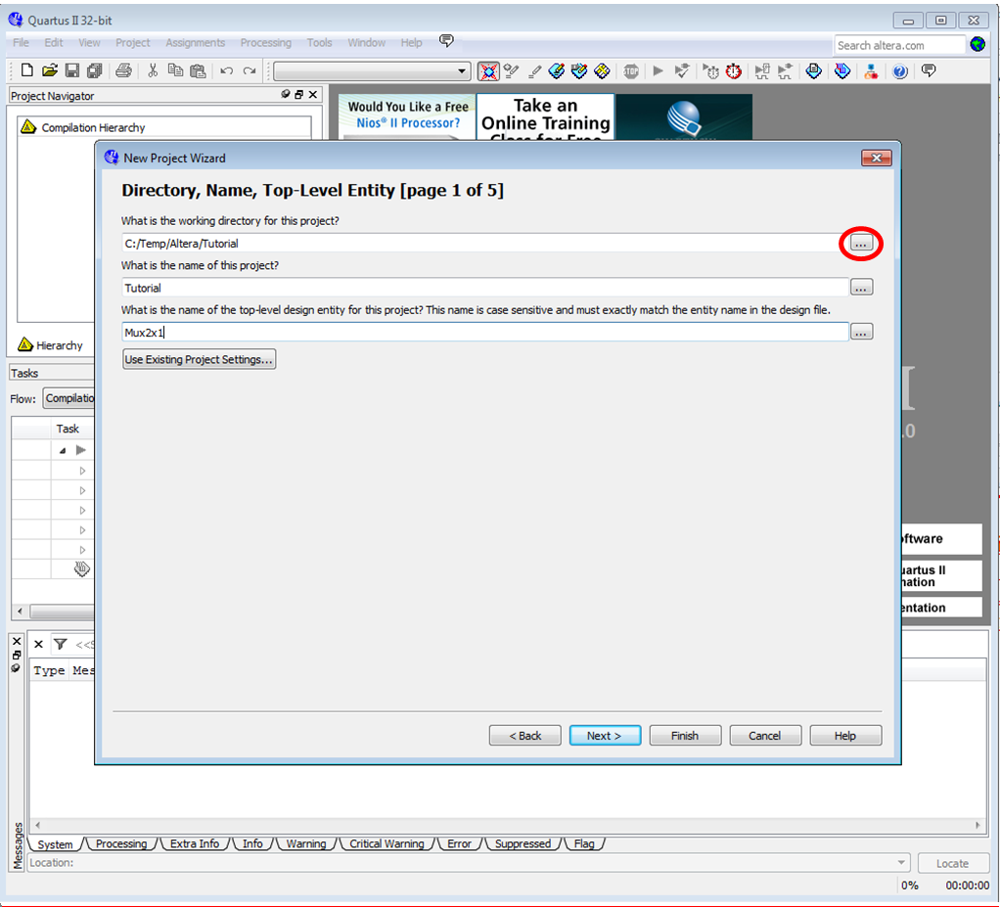 Quartus II 32-bit
File Edit View Project Assignments Processing Tools Window Help
Search altera.com
STOP
Project Navigator
Compilation Hierarchy
Would You Like a Free
Nios® II Processor?
Take an
Online Training
Class for Free
New Project Wizard
Directory, Name, Top-Level Entity [page 1 of 5]
What is the working directory for this project?
C:/Temp/Altera/Tutorial
...
What is the name of this project?
Tutorial
...
What is the name of the top-level design entity for this project? This name is case sensitive and must exactly match the entity name in the design file.
Mux2x1
...
Use Existing Project Settings...
Hierarchy
Tasks
Flow: Compilatio
Task
I
.0
ftware
uartus II
nation
entation
< Back Next > Finish Cancel Help
<<S
Type Mes
Messages
System Processing Extra Info Info Warning Critical Warning Error Suppressed Flag
Location:
Locate
0% 00:00:00